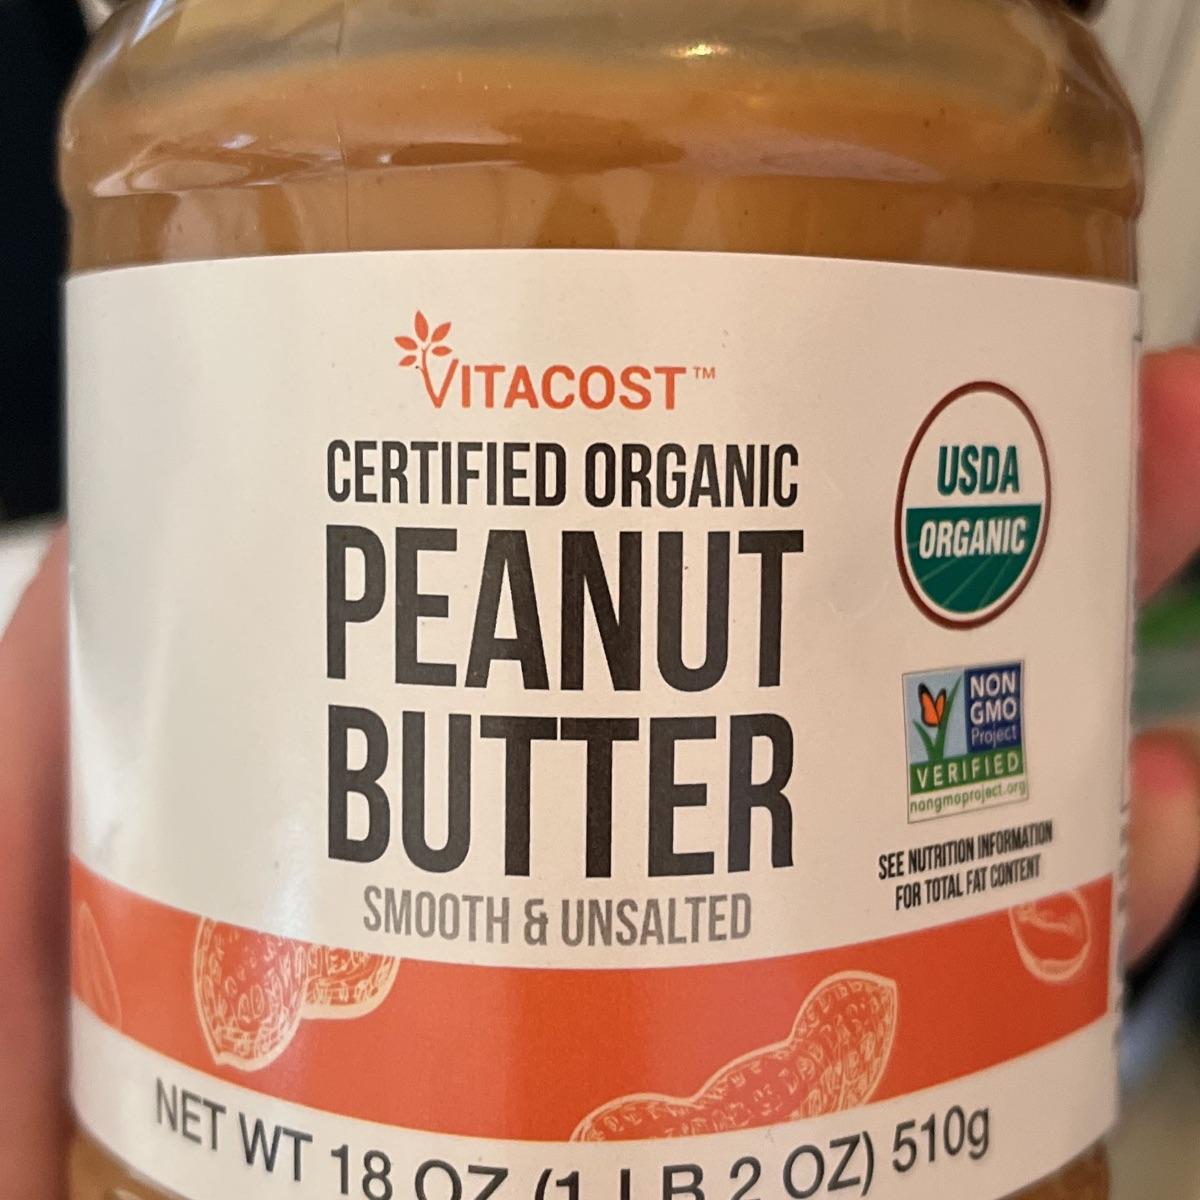 VITACOST™
CERTIFIED ORGANIC
PEANUT
BUTTER
SMOOTH & UNSALTED
USDA
ORGANIC
NON
GMO
Project
VERIFIED
nongmoproject.org
SEE NUTRITION INFORMATION
FOR TOTAL FAT CONTENT
NET WT 18 OZ (1 LB 2 OZ) 510g